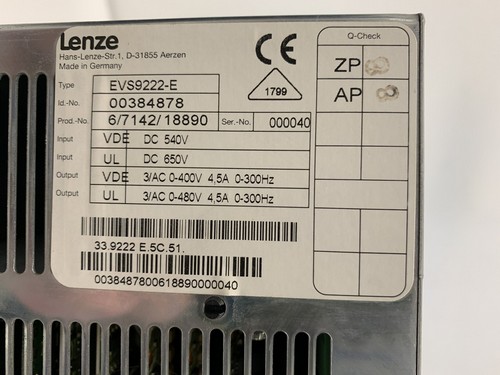 Lenze
Hans-Lenze-Str.1, D-31855 Aerzen
Made in Germany
CE
1799
Q-Check
ZP
AP
Type EVS9222-E
Id.-No. 00384878
Prod.-No. 6/7142/18890 Ser.-No. 000040
Input VDE DC 540V
Input UL DC 650V
Output VDE 3/AC 0-400V 4,5A 0-300Hz
Output UL 3/AC 0-480V 4,5A 0-300Hz
33.9222 E.5C.51.
0038487800618890000040